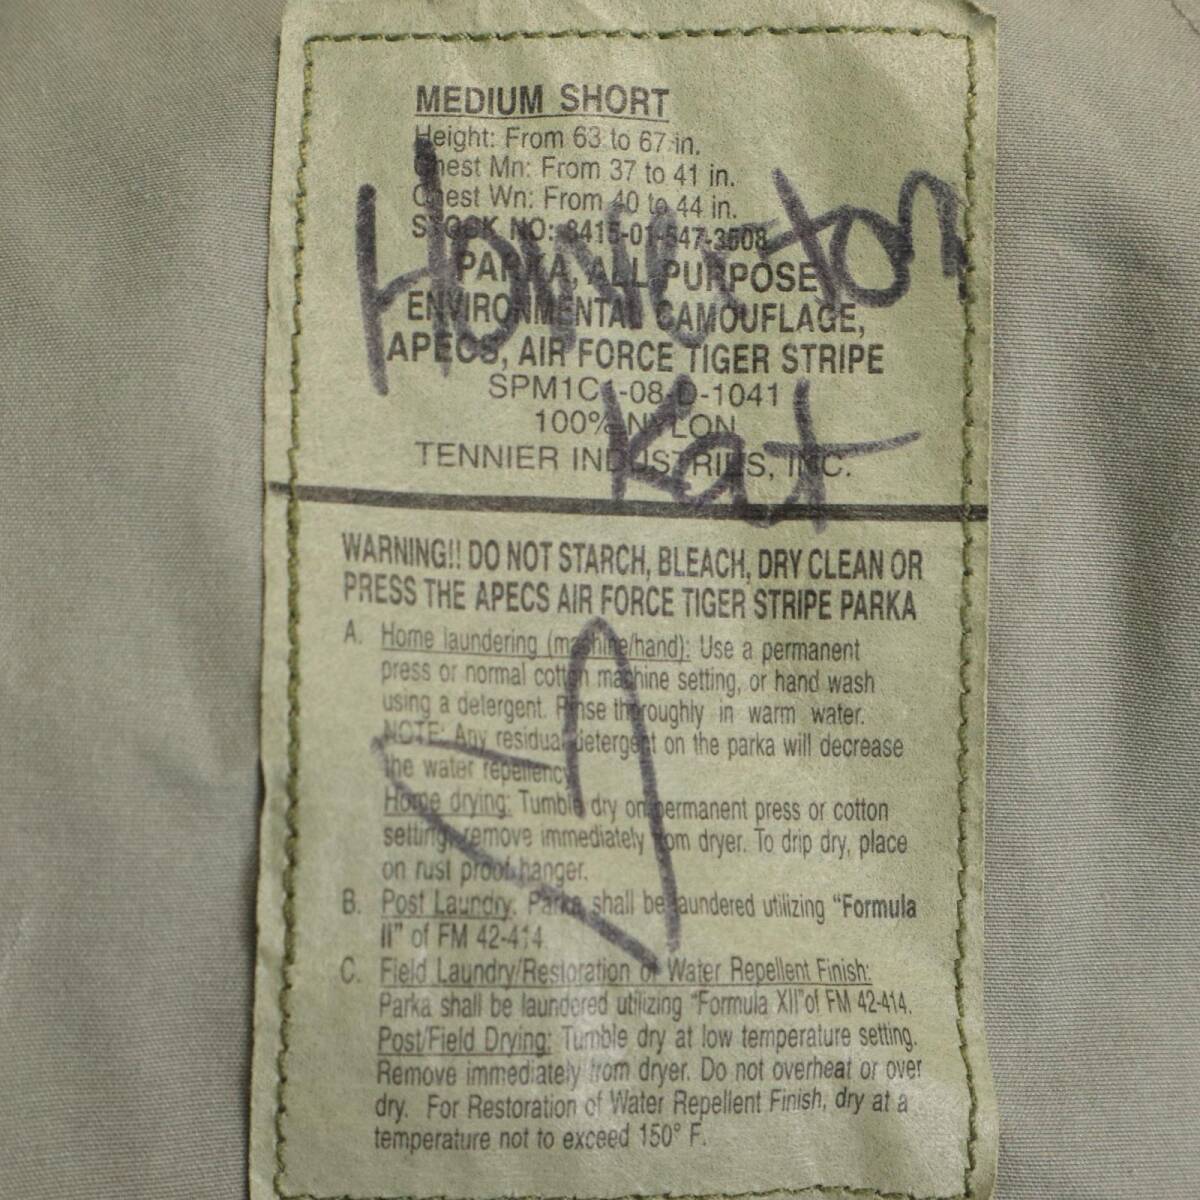 MEDIUM SHORT
Height: From 63 to 67 in.
Chest Mn: From 37 to 41 in.
Chest Wn: From 40 to 44 in.
STOCK NO: 8415-01-547-3508
PARKA, ALL PURPOSE
ENVIRONMENTAL CAMOUFLAGE,
APECS, AIR FORCE TIGER STRIPE
SPM1C1-08-D-1041
100% NYLON
TENNIER INDUSTRIES, INC.
Howerton
Kat
WARNING!! DO NOT STARCH, BLEACH, DRY CLEAN OR
PRESS THE APECS AIR FORCE TIGER STRIPE PARKA
A. Home laundering (machine/hand): Use a permanent
press or normal cotton machine setting, or hand wash
using a detergent. Rinse thoroughly in warm water.
NOTE: Any residual detergent on the parka will decrease
the water repellency.
Home drying: Tumble dry on permanent press or cotton
setting, remove immediately from dryer. To drip dry, place
on rust proof hanger.
B. Post Laundry. Parka shall be laundered utilizing "Formula
II" of FM 42-414.
C. Field Laundry/Restoration of Water Repellent Finish:
Parka shall be laundered utilizing "Formula XII"of FM 42-414.
Post/Field Drying: Tumble dry at low temperature setting.
Remove immediately from dryer. Do not overheat or over
dry. For Restoration of Water Repellent Finish, dry at a
temperature not to exceed 150° F.